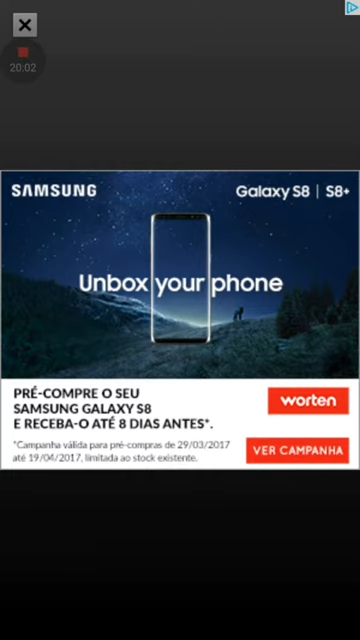 20:02
SAMSUNG
Galaxy S8 | S8+
Unbox your phone
PRÉ-COMPRE O SEU
SAMSUNG GALAXY S8
E RECEBA-O ATÉ 8 DIAS ANTES*.
*Campanha válida para pré-compras de 29/03/2017
até 19/04/2017, limitada ao stock existente.
worten
VER CAMPANHA